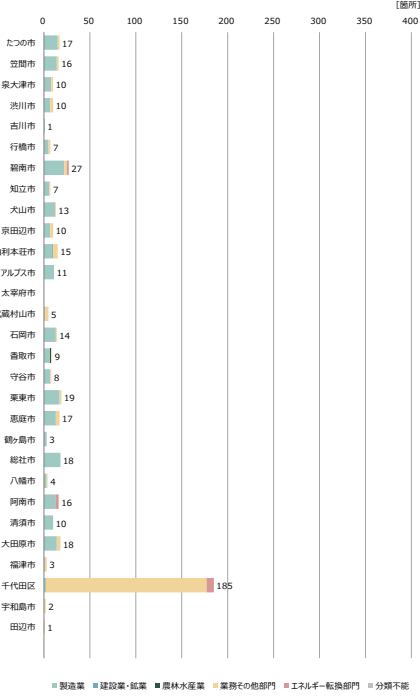 [箇所]
0 50 100 150 200 250 300 350 400
たつの市 17
笠間市 16
泉大津市 10
渋川市 10
吉川市 1
行橋市 7
碧南市 27
知立市 7
犬山市 13
京田辺市 10
利本荘市 15
アルプス市 11
太宰府市
蔵村山市 5
石岡市 14
香取市 9
守谷市 8
栗東市 19
恵庭市 17
鶴ヶ島市 3
総社市 18
八幡市 4
阿南市 16
清須市 10
大田原市 18
福津市 3
千代田区 185
宇和島市 2
田辺市 1
製造業 建設業・鉱業 農林水産業 業務その他部門 エネルギー転換部門 分類不能